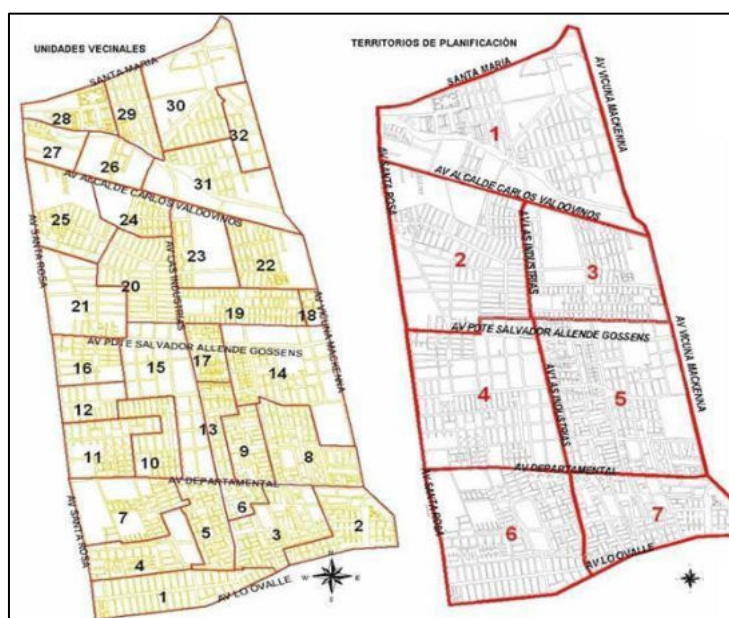 UNIDADES VECINALES
SANTA MARIA
28
29
30
32
27
26
31
AV ALCALDE CARLOS VALDOVINOS
25
24
AV SANTA ROSA
AV LAS INDUSTRIAS
23
22
20
21
19
18
AV VICUÑA MACKENNA
AV PDTE SALVADOR ALLENDE GOSSENS
16
15
17
14
12
13
11
10
9
8
AV DEPARTAMENTAL
AV SANTA ROSA
7
6
5
3
2
4
1
AV LO OVALLE
N
W
E
S
TERRITORIOS DE PLANIFICACIÓN
SANTA MARIA
AV VICUÑA MACKENNA
1
AV SANTA ROSA
AV ALCALDE CARLOS VALDOVINOS
AV LAS INDUSTRIAS
2
3
AV PDTE SALVADOR ALLENDE GOSSENS
AV VICUÑA MACKENNA
4
5
AV LAS INDUSTRIAS
AV DEPARTAMENTAL
AV SANTA ROSA
6
7
AV LO OVALLE